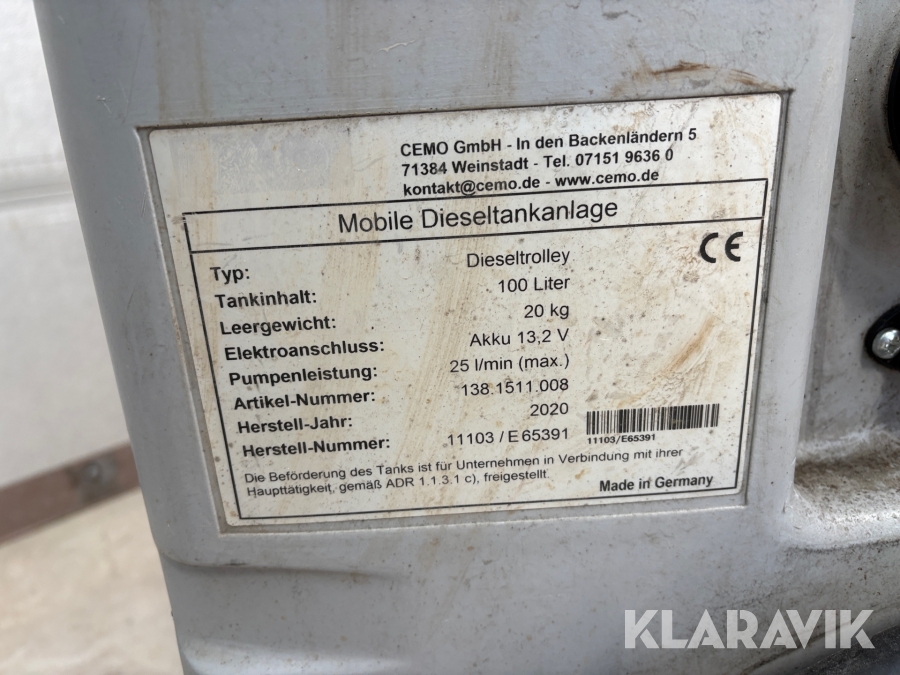 CEMO GmbH - In den Backenländern 5
71384 Weinstadt - Tel. 07151 9636 0
kontakt@cemo.de - www.cemo.de
Mobile Dieseltankanlage
CE
Typ: Dieseltrolley
Tankinhalt: 100 Liter
Leergewicht: 20 kg
Elektroanschluss: Akku 13,2 V
Pumpenleistung: 25 l/min (max.)
Artikel-Nummer: 138.1511.008
Herstell-Jahr: 2020
Herstell-Nummer: 11103 / E 65391
11103/E65391
Die Beförderung des Tanks ist für Unternehmen in Verbindung mit ihrer
Haupttätigkeit, gemäß ADR 1.1.3.1 c), freigestellt.
Made in Germany
KLARAVIK